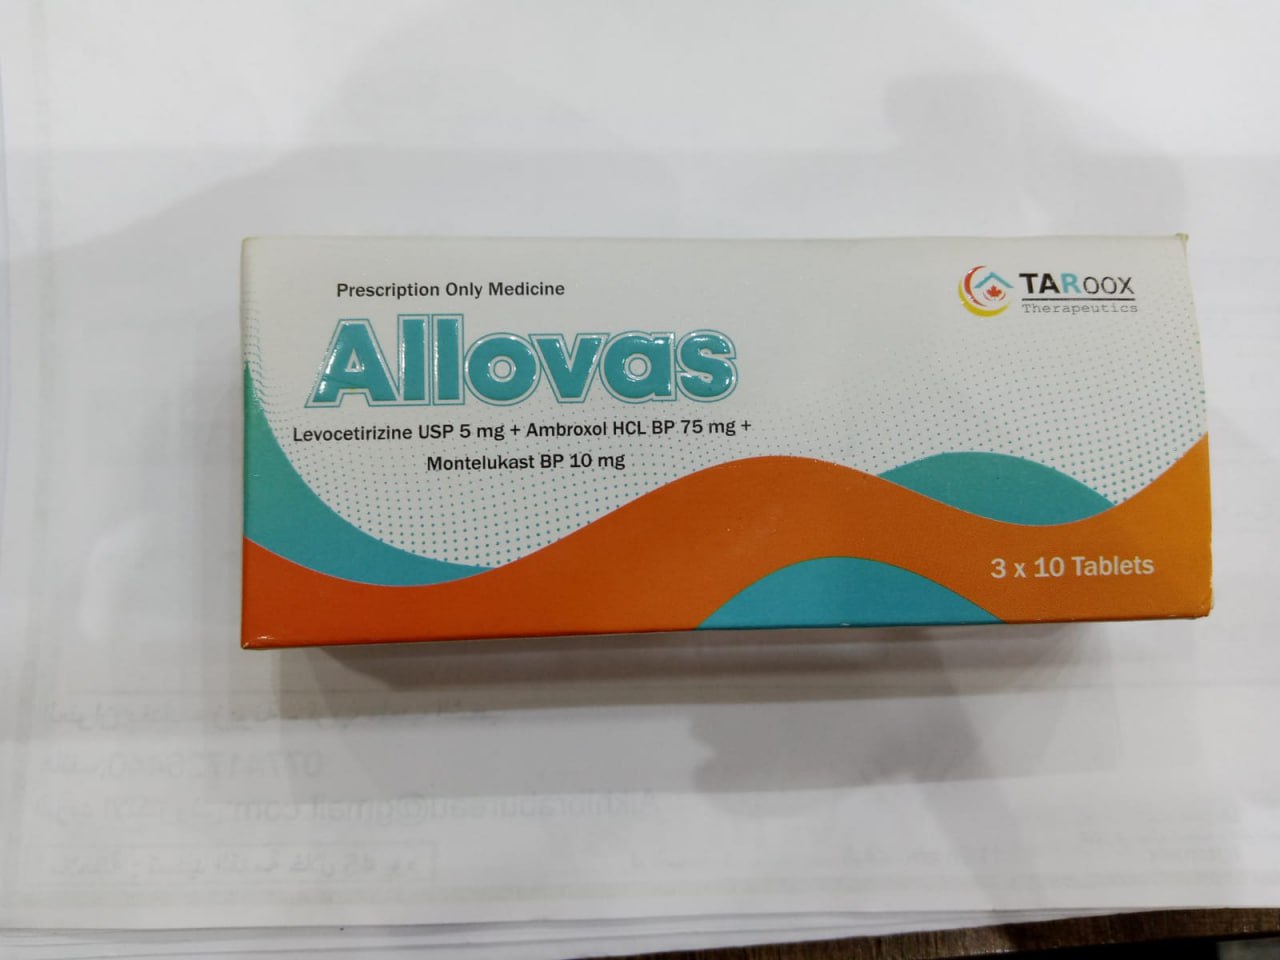 Prescription Only Medicine
TAROOX
Therapeutics
Allovas
Levocetirizine USP 5 mg + Ambroxol HCL BP 75 mg +
Montelukast BP 10 mg
3 x 10 Tablets